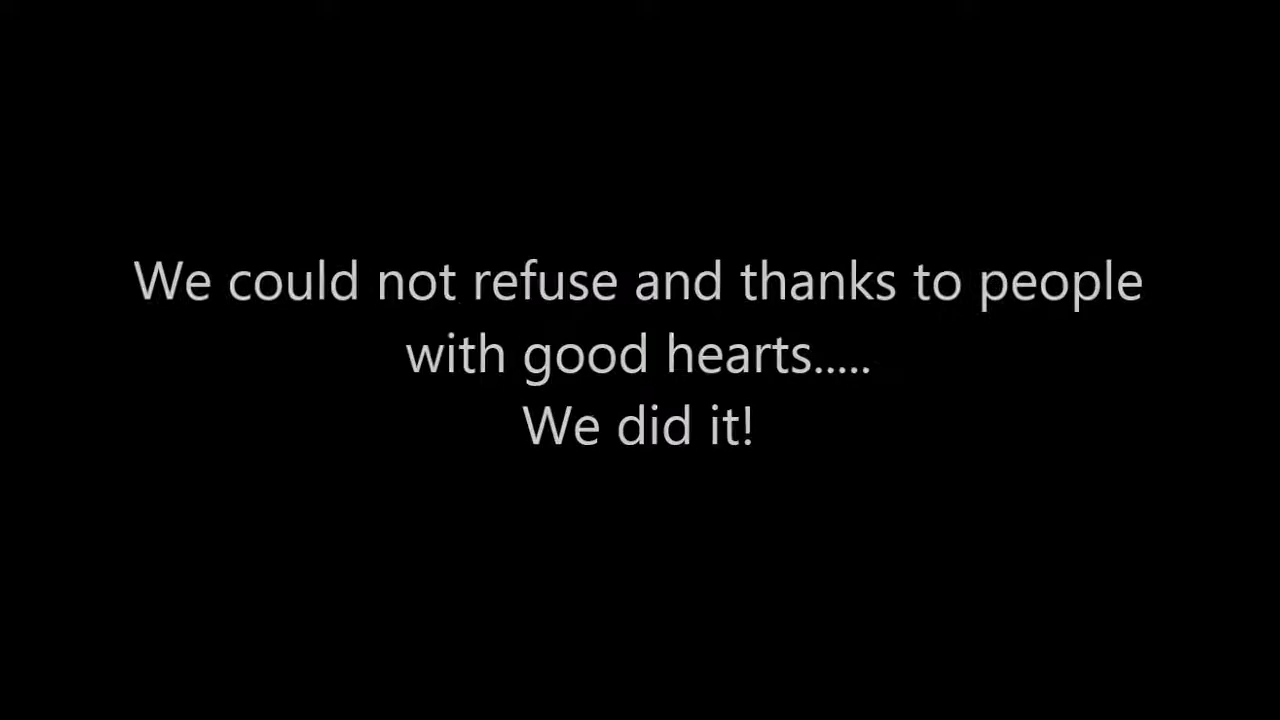 We could not refuse and thanks to people
with good hearts.....
We did it!